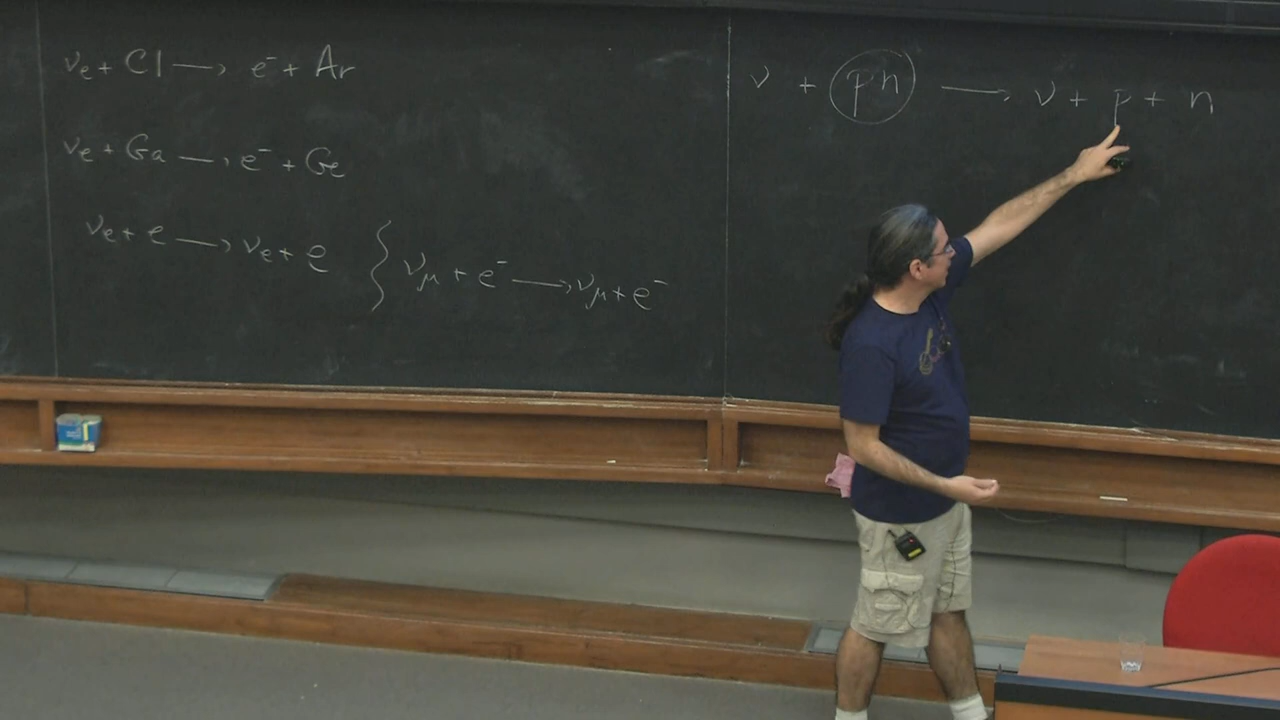 νe + Cl ⟶ e⁻ + Ar
νe + Ga ⟶ e⁻ + Ge
νe + e ⟶ νe + e { νμ + e⁻ ⟶ νμ + e⁻
ν + (pn) ⟶ ν + p + n